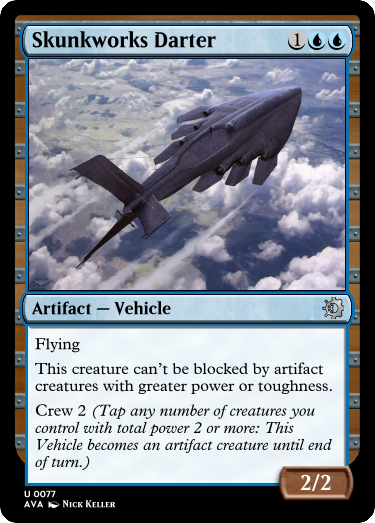 Skunkworks Darter 1
Artifact — Vehicle
Flying
This creature can't be blocked by artifact
creatures with greater power or toughness.
Crew 2 (Tap any number of creatures you
control with total power 2 or more: This
Vehicle becomes an artifact creature until end
of turn.)
2/2
U 0077
AVA Nick Keller